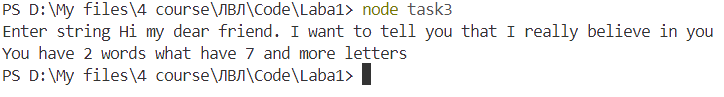 PS D:\My files\4 course\ЛВЛ\Code\Laba1> node task3
Enter string Hi my dear friend. I want to tell you that I really believe in you
You have 2 words what have 7 and more letters
PS D:\My files\4 course\ЛВЛ\Code\Laba1>